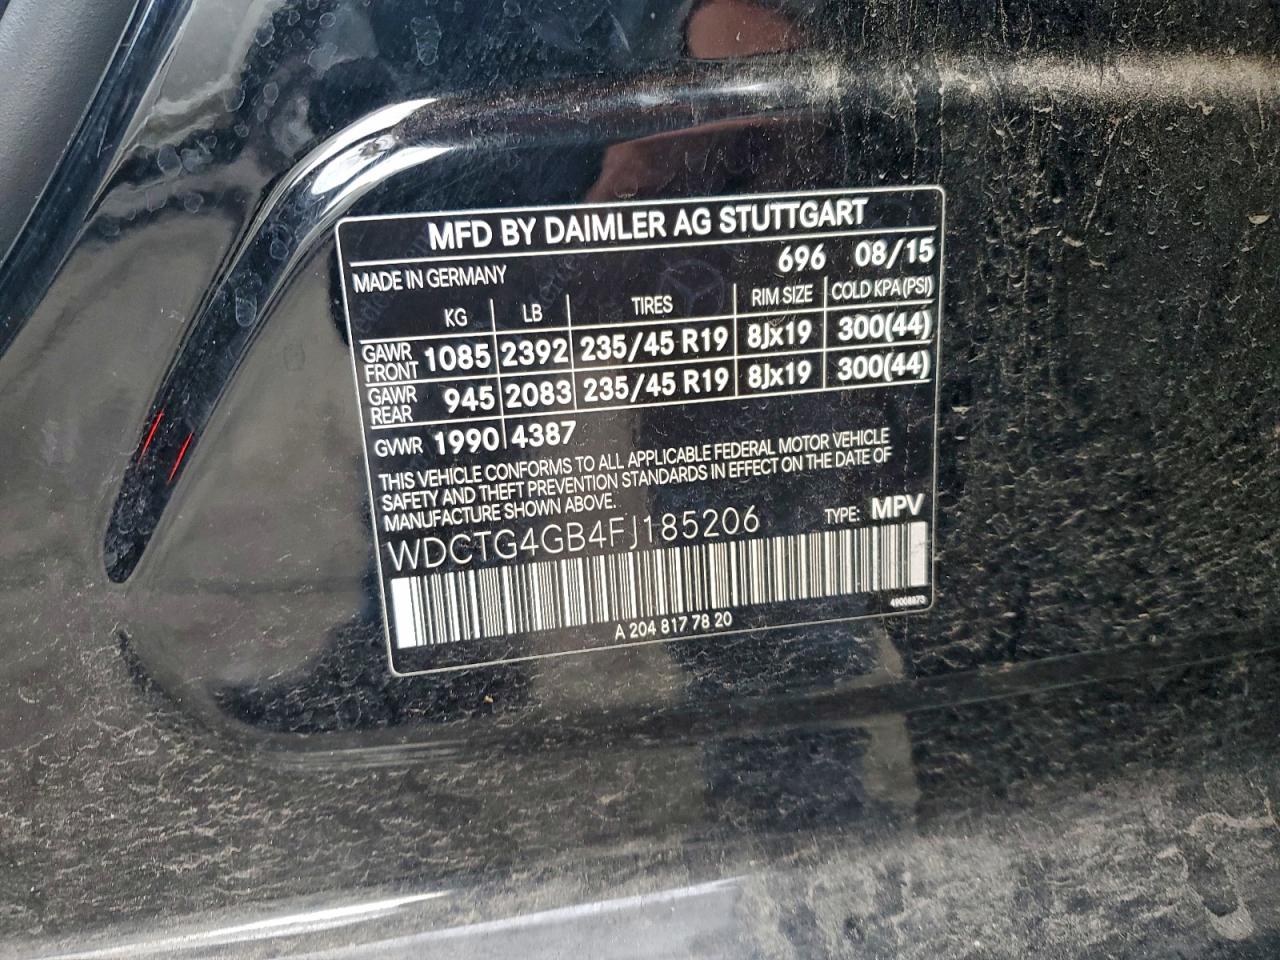 MFD BY DAIMLER AG STUTTGART
696 08/15
MADE IN GERMANY
KG LB TIRES RIM SIZE COLD KPA (PSI)
GAWR FRONT 1085 2392 235/45 R19 8Jx19 300(44)
GAWR REAR 945 2083 235/45 R19 8Jx19 300(44)
GVWR 1990 4387
THIS VEHICLE CONFORMS TO ALL APPLICABLE FEDERAL MOTOR VEHICLE
SAFETY AND THEFT PREVENTION STANDARDS IN EFFECT ON THE DATE OF
MANUFACTURE SHOWN ABOVE.
WDCTG4GB4FJ185206 TYPE: MPV
49008873
A 204 817 78 20